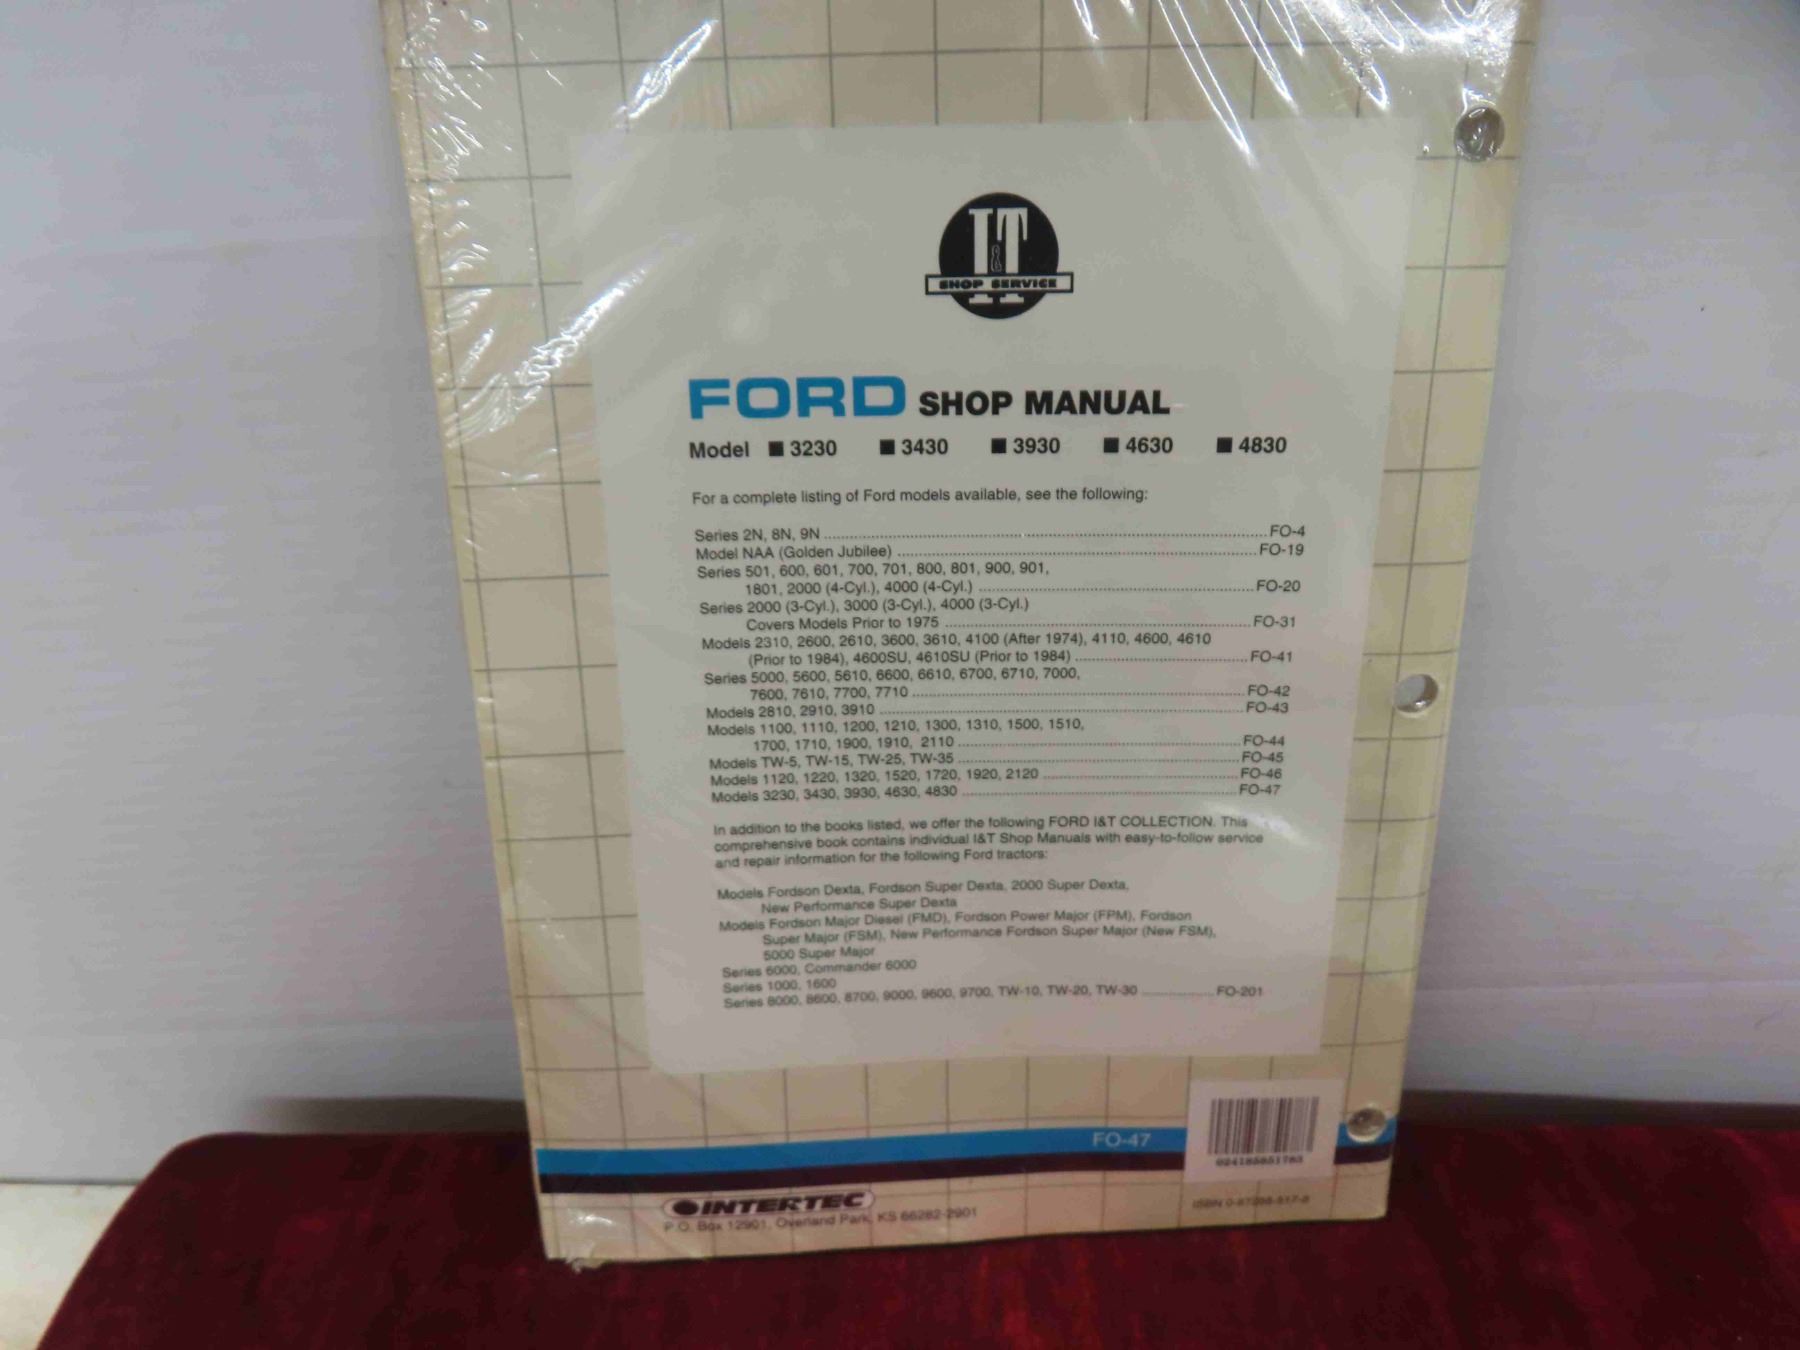 I&T
SHOP SERVICE
FORD SHOP MANUAL
Model ■ 3230 ■ 3430 ■ 3930 ■ 4630 ■ 4830
For a complete listing of Ford models available, see the following:
Series 2N, 8N, 9N ........ FO-4
Model NAA (Golden Jubilee) ........ FO-19
Series 501, 600, 601, 700, 701, 800, 801, 900, 901,
1801, 2000 (4-Cyl.), 4000 (4-Cyl.) ........ FO-20
Series 2000 (3-Cyl.), 3000 (3-Cyl.), 4000 (3-Cyl.)
Covers Models Prior to 1975 ........ FO-31
Models 2310, 2600, 2610, 3600, 3610, 4100 (After 1974), 4110, 4600, 4610
(Prior to 1984), 4600SU, 4610SU (Prior to 1984) ........ FO-41
Series 5000, 5600, 5610, 6600, 6610, 6700, 6710, 7000,
7600, 7610, 7700, 7710 ........ FO-42
Models 2810, 2910, 3910 ........ FO-43
Models 1100, 1110, 1200, 1210, 1300, 1310, 1500, 1510,
1700, 1710, 1900, 1910, 2110 ........ FO-44
Models TW-5, TW-15, TW-25, TW-35 ........ FO-45
Models 1120, 1220, 1320, 1520, 1720, 1920, 2120 ........ FO-46
Models 3230, 3430, 3930, 4630, 4830 ........ FO-47
In addition to the books listed, we offer the following FORD I&T COLLECTION. This
comprehensive book contains individual I&T Shop Manuals with easy-to-follow service
and repair information for the following Ford tractors:
Models Fordson Dexta, Fordson Super Dexta, 2000 Super Dexta,
New Performance Super Dexta
Models Fordson Major Diesel (FMD), Fordson Power Major (FPM), Fordson
Super Major (FSM), New Performance Fordson Super Major (New FSM),
5000 Super Major
Series 6000, Commander 6000
Series 1000, 1600
Series 8000, 8600, 8700, 9000, 9600, 9700, TW-10, TW-20, TW-30 ........ FO-201
FO-47
INTERTEC
P.O. Box 12901, Overland Park, KS 66282-2901
ISBN